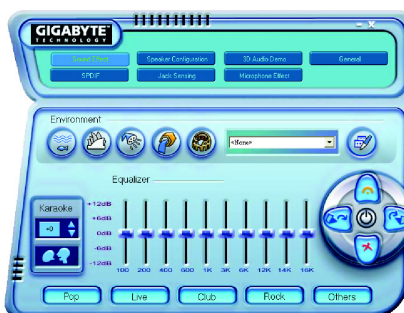 GIGABYTE™
TECHNOLOGY
Sound Effect
Speaker Configuration
3D Audio Demo
General
SPDIF
Jack Sensing
Microphone Effect
Environment
<None>
Equalizer
Karaoke
+0
+12dB
+6dB
0dB
-6dB
-12dB
100 200 400 600 1K 3K 6K 12K 14K 16K
Pop
Live
Club
Rock
Others